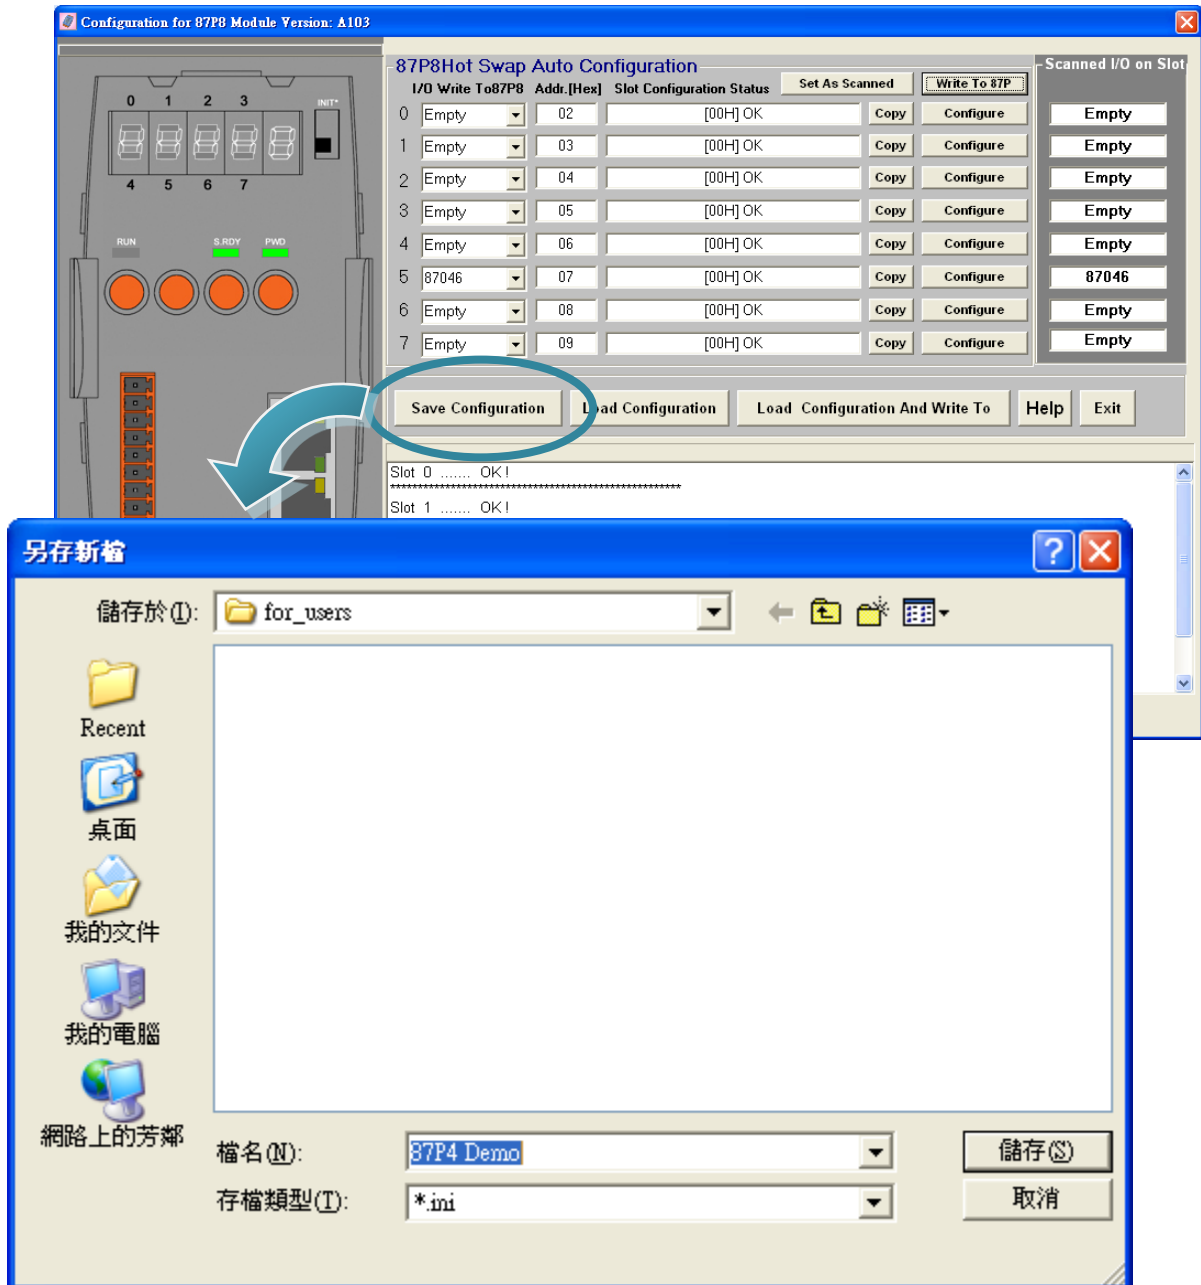 Configuration for 87P8 Module Version: A103
0 1 2 3 INIT*
4 5 6 7
RUN S.RDY PWD
87P8Hot Swap Auto Configuration
I/O Write To87P8 Addr.[Hex] Slot Configuration Status Set As Scanned Write To 87P
Scanned I/O on Slot
0 Empty 02 [00H] OK Copy Configure Empty
1 Empty 03 [00H] OK Copy Configure Empty
2 Empty 04 [00H] OK Copy Configure Empty
3 Empty 05 [00H] OK Copy Configure Empty
4 Empty 06 [00H] OK Copy Configure Empty
5 87046 07 [00H] OK Copy Configure 87046
6 Empty 08 [00H] OK Copy Configure Empty
7 Empty 09 [00H] OK Copy Configure Empty
Save Configuration Load Configuration Load Configuration And Write To Help Exit
Slot 0 ....... OK !
**************************************************
Slot 1 ....... OK !
另存新檔
儲存於(I): for_users
Recent
桌面
我的文件
我的電腦
網路上的芳鄰
檔名(N): 87P4 Demo 儲存(S)
存檔類型(T): *.ini 取消